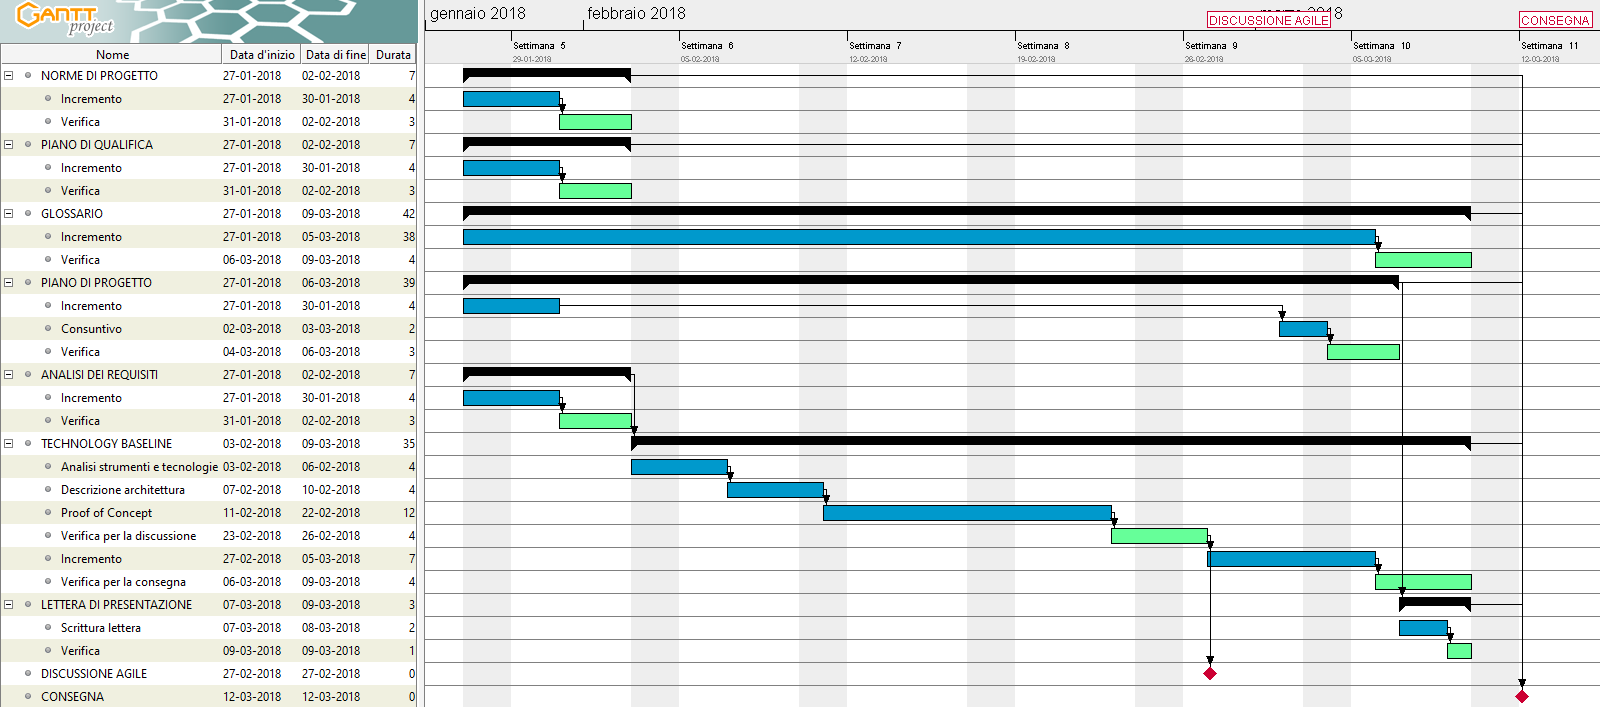 GANTT
project
gennaio 2018
febbraio 2018
DISCUSSIONE AGILE
CONSEGNA
Nome Data d'inizio Data di fine Durata
Settimana 5 Settimana 6 Settimana 7 Settimana 8 Settimana 9 Settimana 10 Settimana 11
29-01-2018 05-02-2018 12-02-2018 19-02-2018 26-02-2018 05-03-2018 12-03-2018
NORME DI PROGETTO 27-01-2018 02-02-2018 7
Incremento 27-01-2018 30-01-2018 4
Verifica 31-01-2018 02-02-2018 3
PIANO DI QUALIFICA 27-01-2018 02-02-2018 7
Incremento 27-01-2018 30-01-2018 4
Verifica 31-01-2018 02-02-2018 3
GLOSSARIO 27-01-2018 09-03-2018 42
Incremento 27-01-2018 05-03-2018 38
Verifica 06-03-2018 09-03-2018 4
PIANO DI PROGETTO 27-01-2018 06-03-2018 39
Incremento 27-01-2018 30-01-2018 4
Consuntivo 02-03-2018 03-03-2018 2
Verifica 04-03-2018 06-03-2018 3
ANALISI DEI REQUISITI 27-01-2018 02-02-2018 7
Incremento 27-01-2018 30-01-2018 4
Verifica 31-01-2018 02-02-2018 3
TECHNOLOGY BASELINE 03-02-2018 09-03-2018 35
Analisi strumenti e tecnologie 03-02-2018 06-02-2018 4
Descrizione architettura 07-02-2018 10-02-2018 4
Proof of Concept 11-02-2018 22-02-2018 12
Verifica per la discussione 23-02-2018 26-02-2018 4
Incremento 27-02-2018 05-03-2018 7
Verifica per la consegna 06-03-2018 09-03-2018 4
LETTERA DI PRESENTAZIONE 07-03-2018 09-03-2018 3
Scrittura lettera 07-03-2018 08-03-2018 2
Verifica 09-03-2018 09-03-2018 1
DISCUSSIONE AGILE 27-02-2018 27-02-2018 0
CONSEGNA 12-03-2018 12-03-2018 0